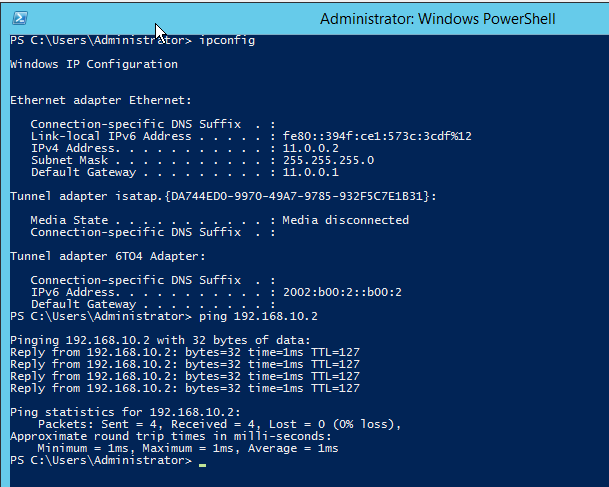 Administrator: Windows PowerShell
PS C:\Users\Administrator> ipconfig
Windows IP Configuration
Ethernet adapter Ethernet:
Connection-specific DNS Suffix . :
Link-local IPv6 Address . . . . . : fe80::394f:ce1:573c:3cdf%12
IPv4 Address. . . . . . . . . . . : 11.0.0.2
Subnet Mask . . . . . . . . . . . : 255.255.255.0
Default Gateway . . . . . . . . . : 11.0.0.1
Tunnel adapter isatap.{DA744ED0-9970-49A7-9785-932F5C7E1B31}:
Media State . . . . . . . . . . . : Media disconnected
Connection-specific DNS Suffix . :
Tunnel adapter 6TO4 Adapter:
Connection-specific DNS Suffix . :
IPv6 Address. . . . . . . . . . . : 2002:b00:2::b00:2
Default Gateway . . . . . . . . . :
PS C:\Users\Administrator> ping 192.168.10.2
Pinging 192.168.10.2 with 32 bytes of data:
Reply from 192.168.10.2: bytes=32 time=1ms TTL=127
Reply from 192.168.10.2: bytes=32 time=1ms TTL=127
Reply from 192.168.10.2: bytes=32 time=1ms TTL=127
Reply from 192.168.10.2: bytes=32 time=1ms TTL=127
Ping statistics for 192.168.10.2:
Packets: Sent = 4, Received = 4, Lost = 0 (0% loss),
Approximate round trip times in milli-seconds:
Minimum = 1ms, Maximum = 1ms, Average = 1ms
PS C:\Users\Administrator> _